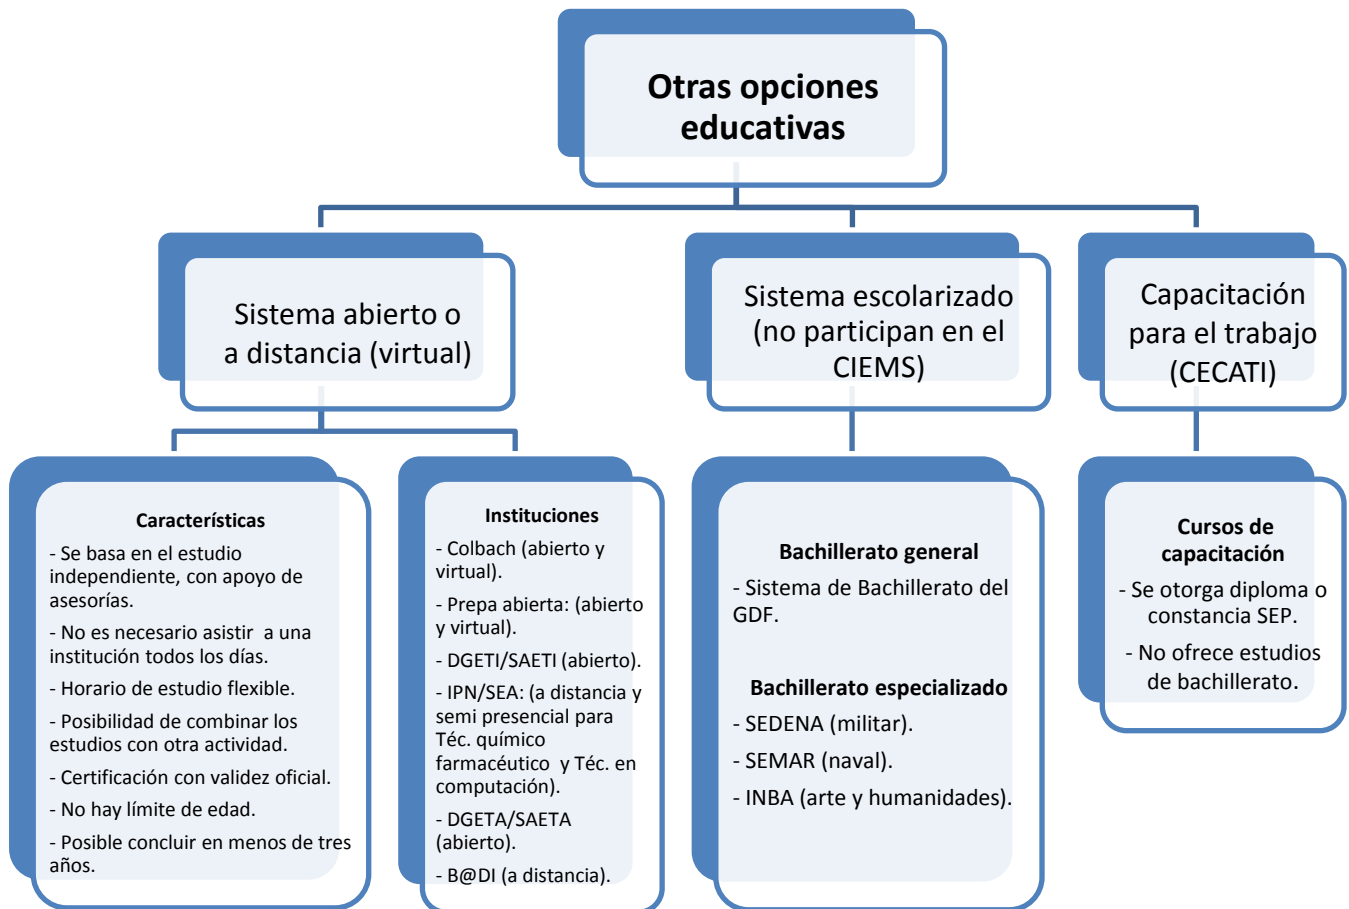 Otras opciones
educativas
Sistema abierto o
a distancia (virtual)
Sistema escolarizado
(no participan en el
CIEMS)
Capacitación
para el trabajo
(CECATI)
Características
- Se basa en el estudio
independiente, con apoyo de
asesorías.
- No es necesario asistir a una
institución todos los días.
- Horario de estudio flexible.
- Posibilidad de combinar los
estudios con otra actividad.
- Certificación con validez oficial.
- No hay límite de edad.
- Posible concluir en menos de tres
años.
Instituciones
- Colbach (abierto y
virtual).
- Prepa abierta: (abierto
y virtual).
- DGETI/SAETI (abierto).
- IPN/SEA: (a distancia y
semi presencial para
Téc. químico
farmacéutico y Téc. en
computación).
- DGETA/SAETA
(abierto).
- B@DI (a distancia).
Bachillerato general
- Sistema de Bachillerato del
GDF.
Bachillerato especializado
- SEDENA (militar).
- SEMAR (naval).
- INBA (arte y humanidades).
Cursos de
capacitación
- Se otorga diploma o
constancia SEP.
- No ofrece estudios
de bachillerato.